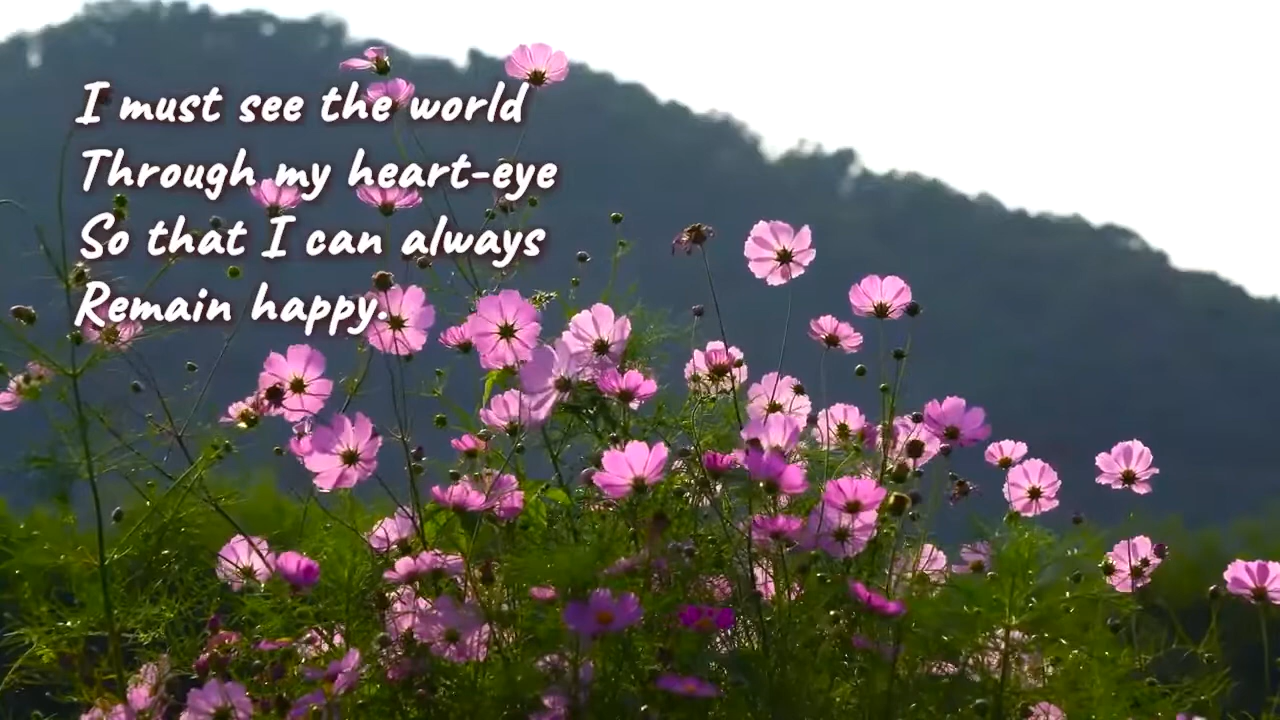 I must see the world
Through my heart-eye
So that I can always
Remain happy.